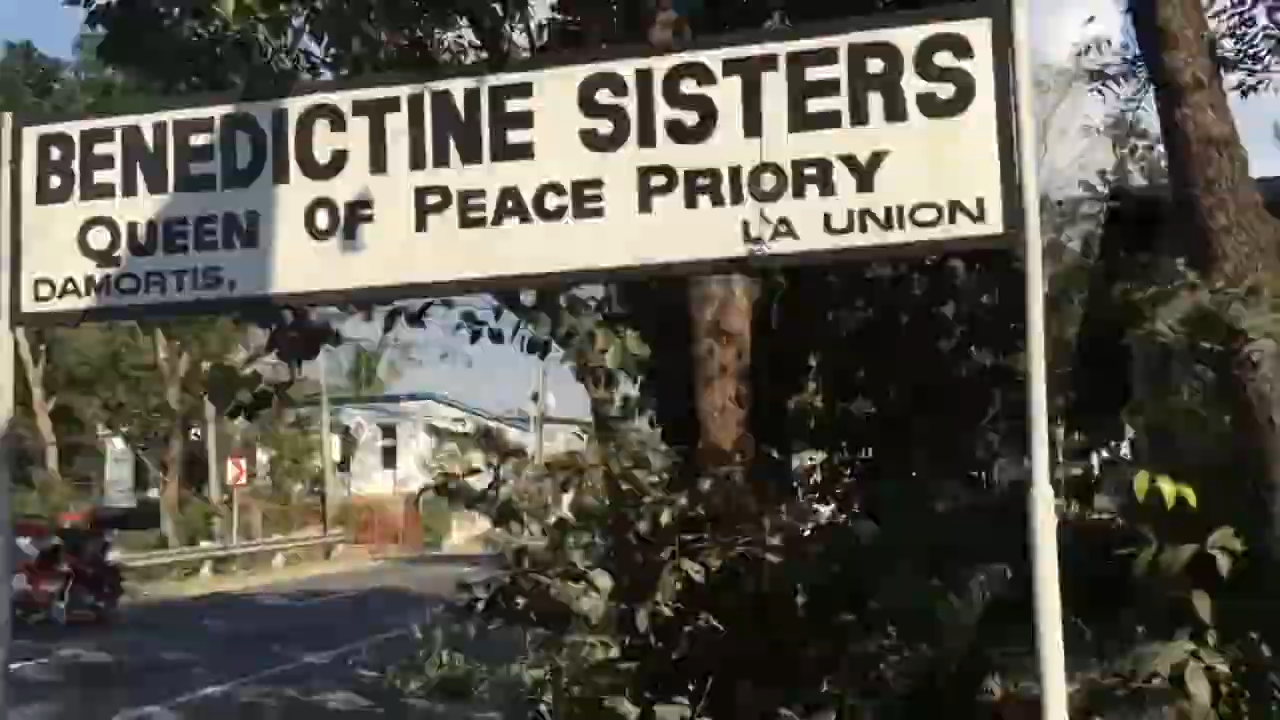 BENEDICTINE SISTERS
QUEEN OF PEACE PRIORY
DAMORTIS, LA UNION